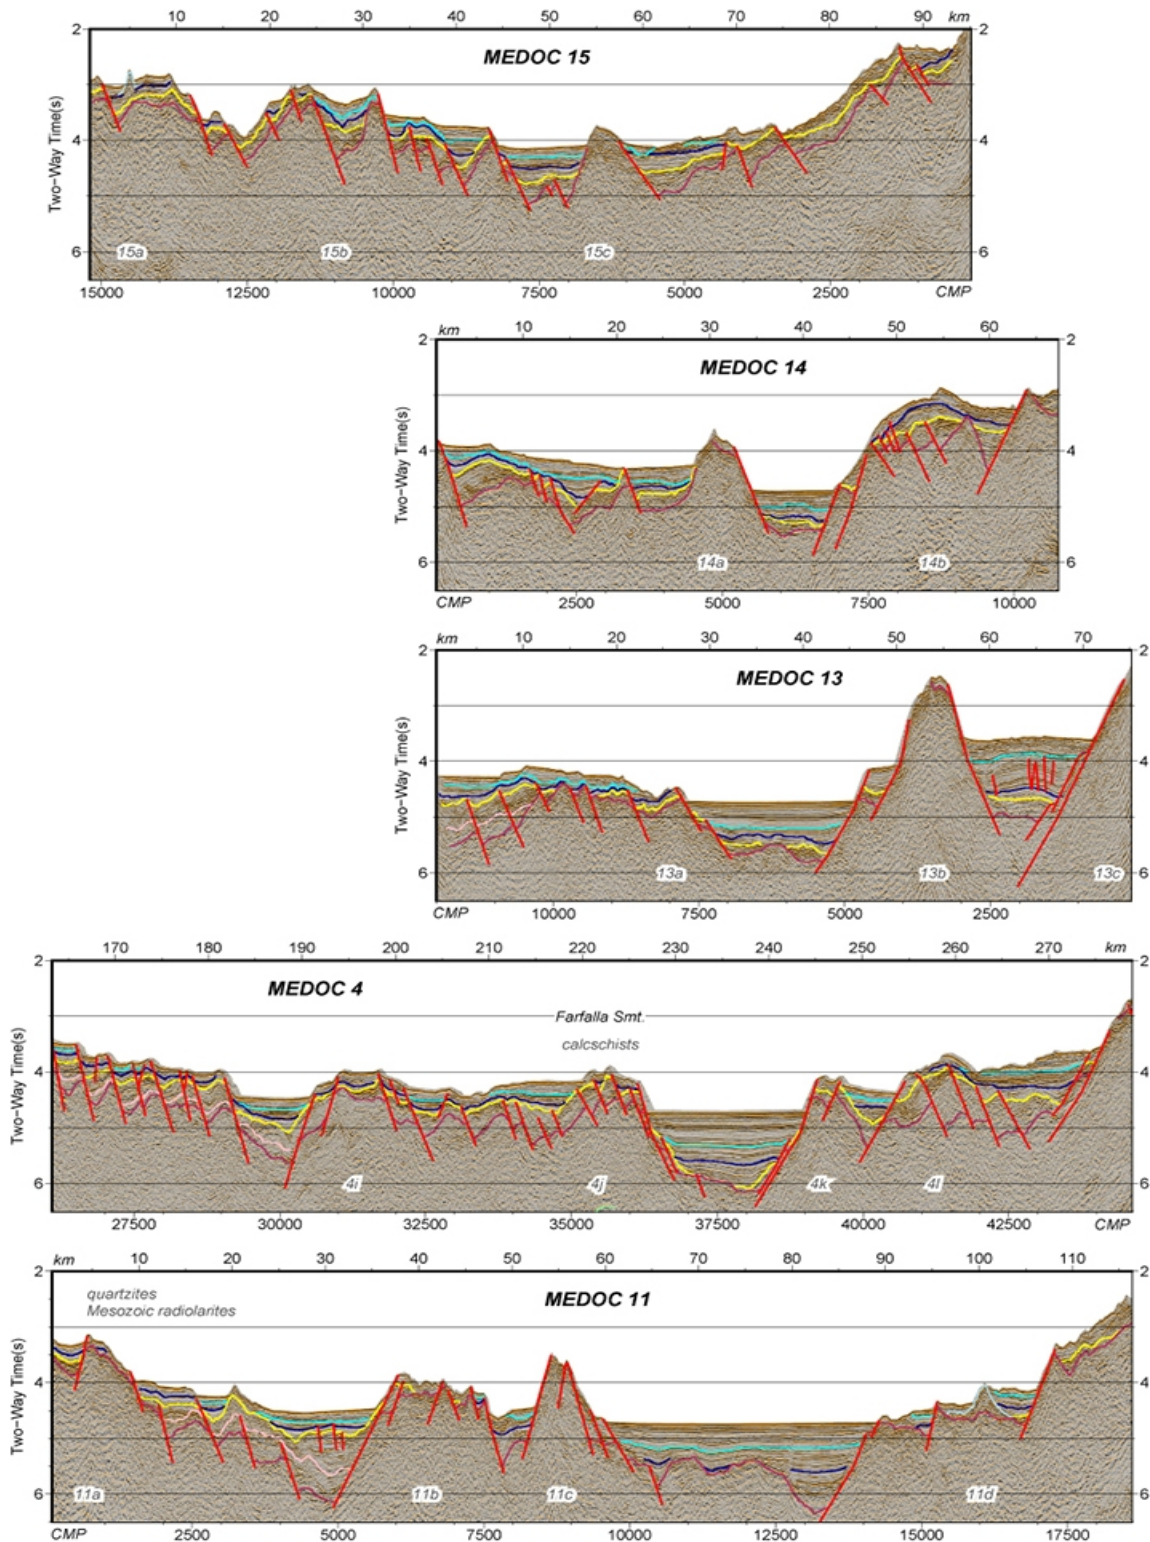 10 20 30 40 50 60 70 80 90 km
2 MEDOC 15 2
Two-Way Time(s)
4 4
6 15a 15b 15c 6
15000 12500 10000 7500 5000 2500 CMP
km 10 20 30 40 50 60
2 MEDOC 14 2
Two-Way Time(s)
4 4
6 14a 14b 6
CMP 2500 5000 7500 10000
km 10 20 30 40 50 60 70
2 MEDOC 13 2
Two-Way Time(s)
4 4
6 13a 13b 13c 6
CMP 10000 7500 5000 2500
170 180 190 200 210 220 230 240 250 260 270 km
2 MEDOC 4 2
Farfalla Smt.
calcschists
Two-Way Time(s)
4 4
6 4i 4j 4k 4l 6
27500 30000 32500 35000 37500 40000 42500 CMP
km 10 20 30 40 50 60 70 80 90 100 110
2 quartzites MEDOC 11 2
Mesozoic radiolarites
Two-Way Time(s)
4 4
6 11a 11b 11c 11d 6
CMP 2500 5000 7500 10000 12500 15000 17500